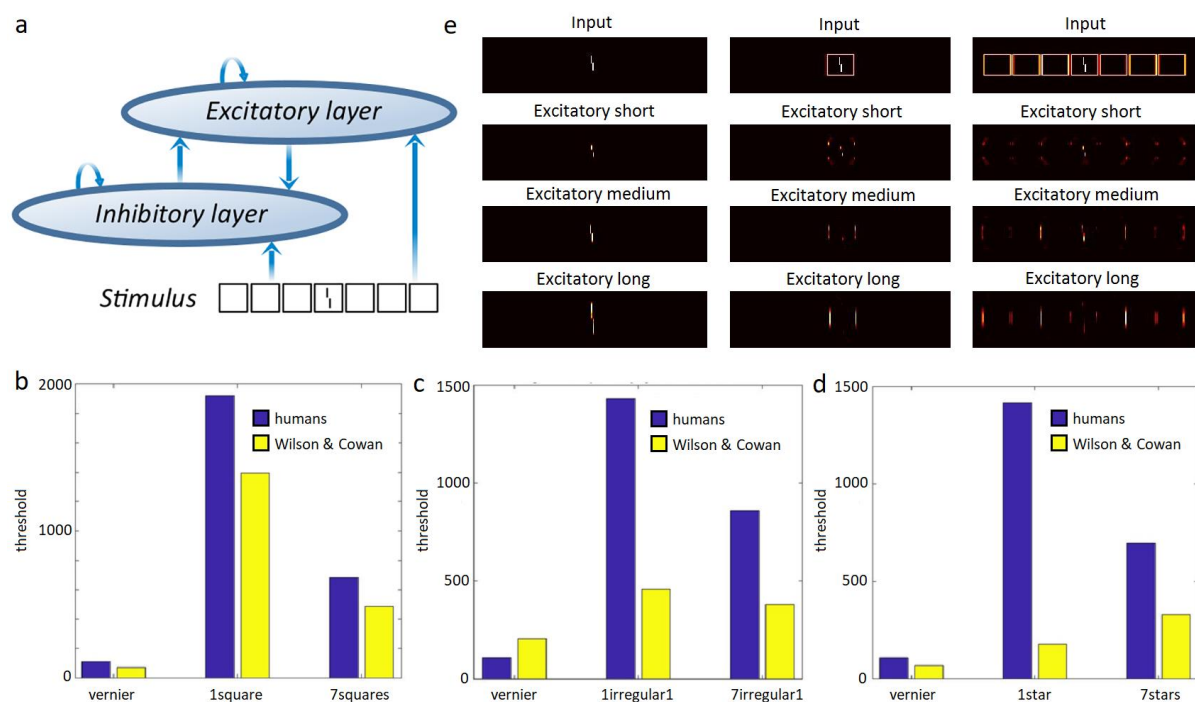 a
Excitatory layer
Inhibitory layer
Stimulus
e
Input
Input
Input
Excitatory short
Excitatory short
Excitatory short
Excitatory medium
Excitatory medium
Excitatory medium
Excitatory long
Excitatory long
Excitatory long
b
2000
1000
0
threshold
humans
Wilson & Cowan
vernier
1square
7squares
c
1500
1000
500
0
threshold
humans
Wilson & Cowan
vernier
1irregular1
7irregular1
d
1500
1000
500
0
threshold
humans
Wilson & Cowan
vernier
1star
7stars